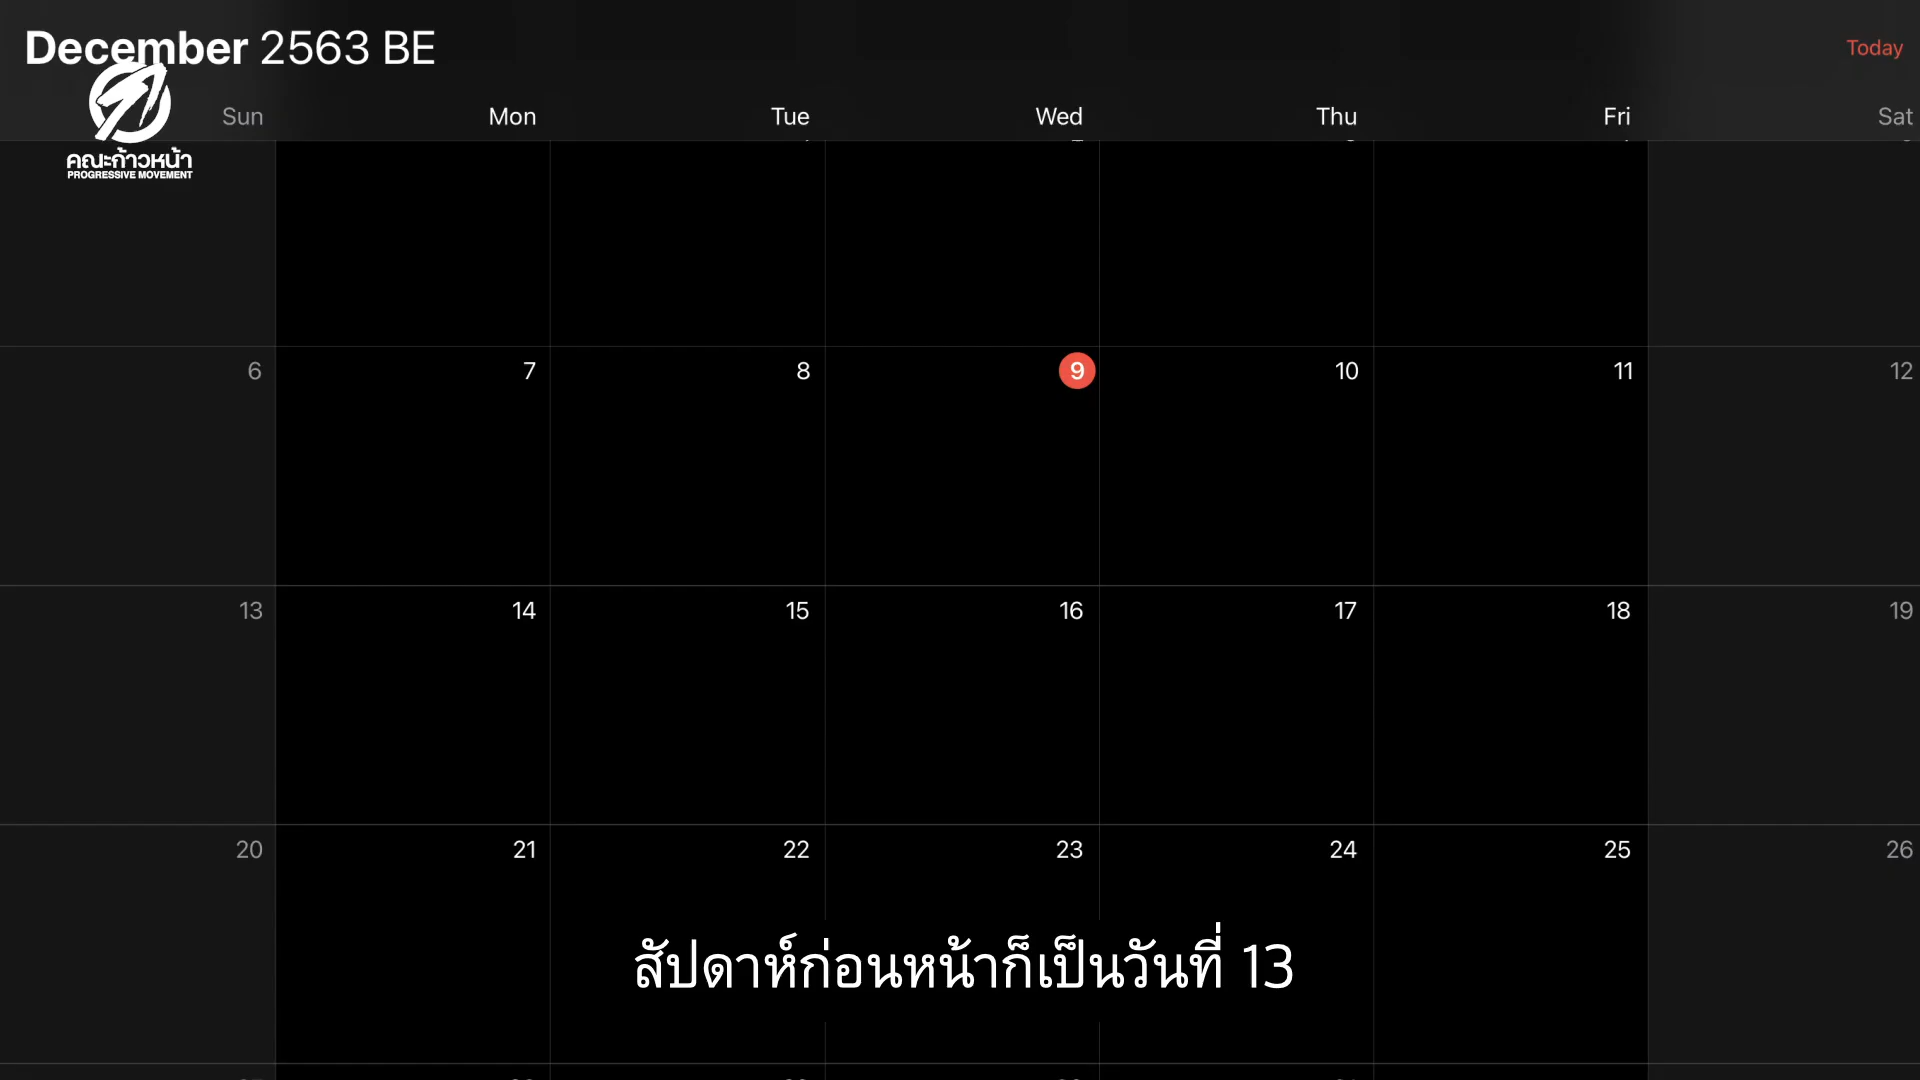 December 2563 BE
Today
คณะก้าวหน้า
PROGRESSIVE MOVEMENT
Sun Mon Tue Wed Thu Fri Sat
6 7 8 9 10 11 12
13 14 15 16 17 18 19
20 21 22 23 24 25 26
สัปดาห์ก่อนหน้าก็เป็นวันที่ 13